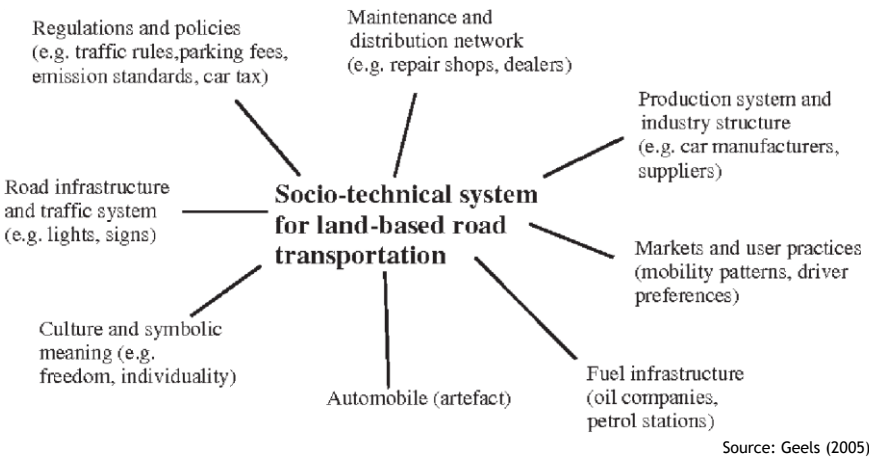 Regulations and policies
(e.g. traffic rules,parking fees,
emission standards, car tax)
Maintenance and
distribution network
(e.g. repair shops, dealers)
Production system and
industry structure
(e.g. car manufacturers,
suppliers)
Road infrastructure
and traffic system
(e.g. lights, signs)
Socio-technical system
for land-based road
transportation
Markets and user practices
(mobility patterns, driver
preferences)
Culture and symbolic
meaning (e.g.
freedom, individuality)
Automobile (artefact)
Fuel infrastructure
(oil companies,
petrol stations)
Source: Geels (2005)